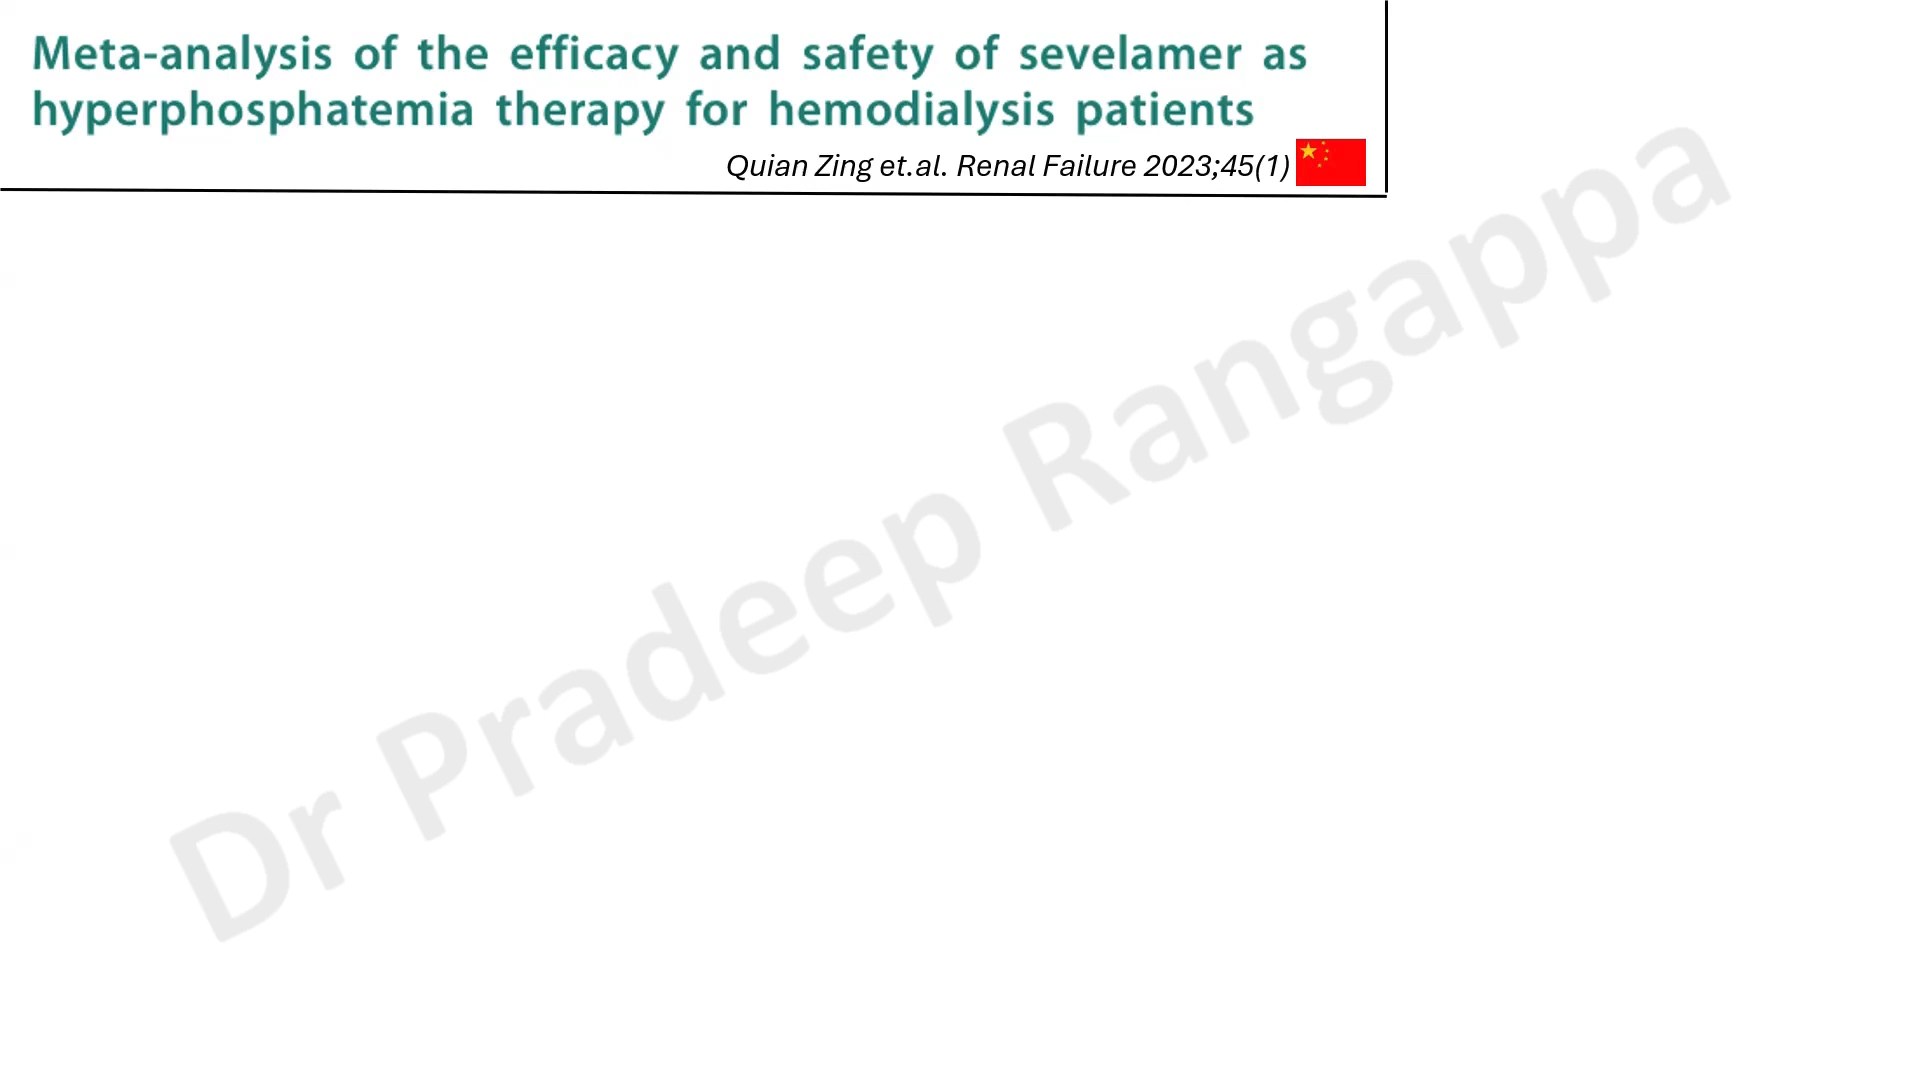 Meta-analysis of the efficacy and safety of sevelamer as
hyperphosphatemia therapy for hemodialysis patients
Quian Zing et.al. Renal Failure 2023;45(1)
Dr Pradeep Rangappa